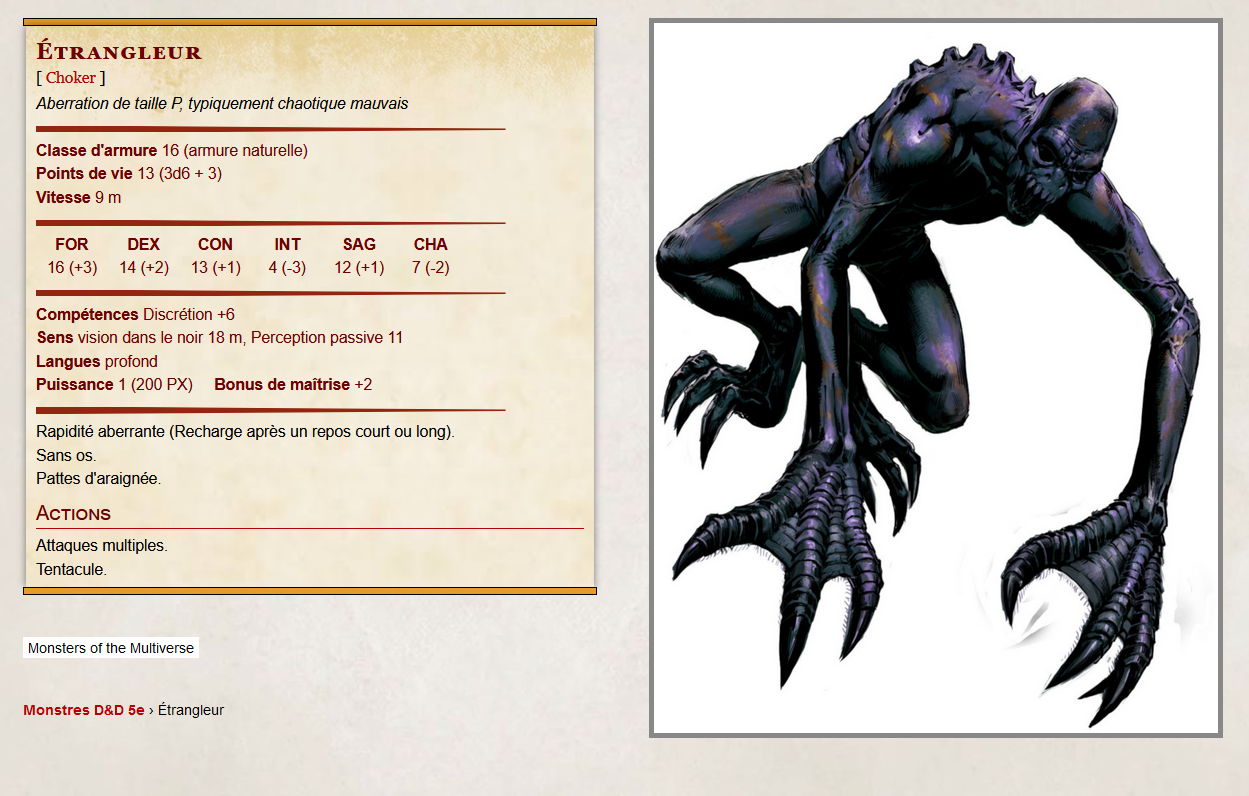 Étrangleur
[ Choker ]
Aberration de taille P, typiquement chaotique mauvais
Classe d'armure 16 (armure naturelle)
Points de vie 13 (3d6 + 3)
Vitesse 9 m
FOR DEX CON INT SAG CHA
16 (+3) 14 (+2) 13 (+1) 4 (-3) 12 (+1) 7 (-2)
Compétences Discrétion +6
Sens vision dans le noir 18 m, Perception passive 11
Langues profond
Puissance 1 (200 PX) Bonus de maîtrise +2
Rapidité aberrante (Recharge après un repos court ou long).
Sans os.
Pattes d'araignée.
Actions
Attaques multiples.
Tentacule.
Monsters of the Multiverse
Monstres D&D 5e › Étrangleur